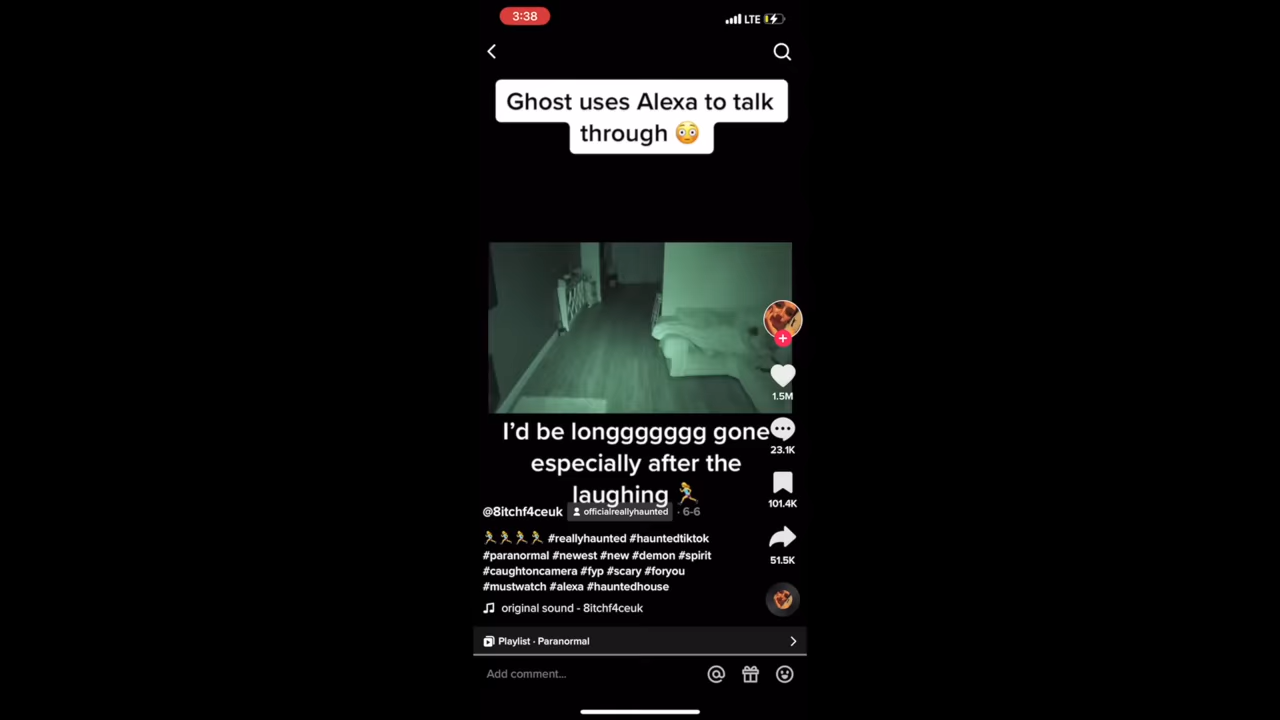 3:38
LTE
Ghost uses Alexa to talk
through 😳
I'd be longggggggg gone
especially after the
laughing 🏃‍♀️
1.5M
23.1K
101.4K
51.5K
@8itchf4ceuk officialreallyhaunted · 6-6
🏃‍♀️🏃‍♀️🏃‍♀️🏃‍♀️ #reallyhaunted #hauntedtiktok
#paranormal #newest #new #demon #spirit
#caughtoncamera #fyp #scary #foryou
#mustwatch #alexa #hauntedhouse
original sound - 8itchf4ceuk
Playlist · Paranormal
Add comment...